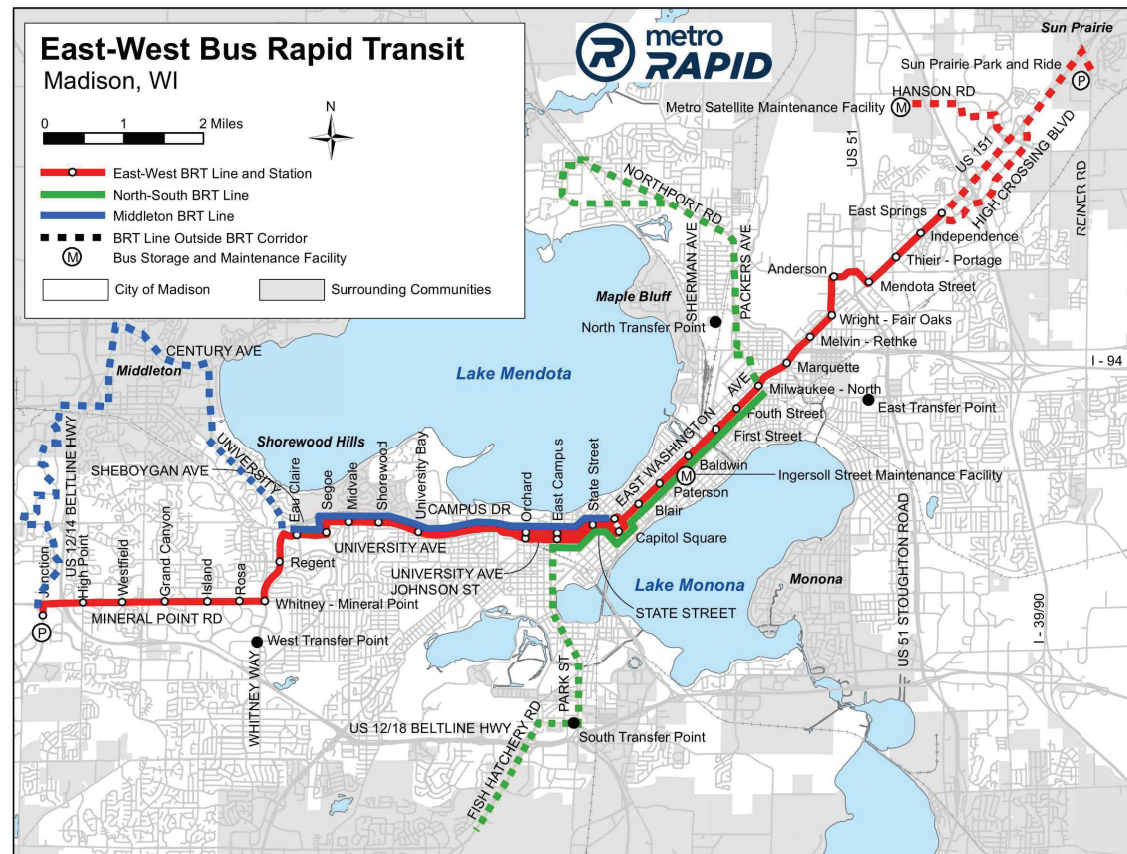 East-West Bus Rapid Transit
Madison, WI
N
0 1 2 Miles
East-West BRT Line and Station
North-South BRT Line
Middleton BRT Line
BRT Line Outside BRT Corridor
M Bus Storage and Maintenance Facility
City of Madison
Surrounding Communities
R metro
RAPID
Sun Prairie
Sun Prairie Park and Ride
P
HANSON RD
Metro Satellite Maintenance Facility M
US 51
US 151
HIGH CROSSING BLVD
REINER RD
NORTHPORT RD
SHERMAN AVE
PACKERS AVE
East Springs
Independence
Thieir - Portage
Anderson
Mendota Street
Maple Bluff
North Transfer Point
Wright - Fair Oaks
Melvin - Rethke
I - 94
Marquette
Milwaukee - North
East Transfer Point
Fouth Street
First Street
EAST WASHINGTON AVE
Baldwin
M Ingersoll Street Maintenance Facility
Paterson
Blair
Capitol Square
Lake Mendota
CENTURY AVE
Middleton
Shorewood Hills
SHEBOYGAN AVE
UNIVERSITY
US 12/14 BELTLINE HWY
Eau Claire
Segoe
Midvale
Shorewood
University Bay
CAMPUS DR
Orchard
East Campus
State Street
UNIVERSITY AVE
UNIVERSITY AVE
JOHNSON ST
STATE STREET
Lake Monona
Monona
US 51 STOUGHTON ROAD
I - 39/90
Junction
High Point
Westfield
Grand Canyon
Island
Rosa
Regent
Whitney - Mineral Point
MINERAL POINT RD
P
West Transfer Point
WHITNEY WAY
US 12/18 BELTLINE HWY
PARK ST
South Transfer Point
FISH HATCHERY RD